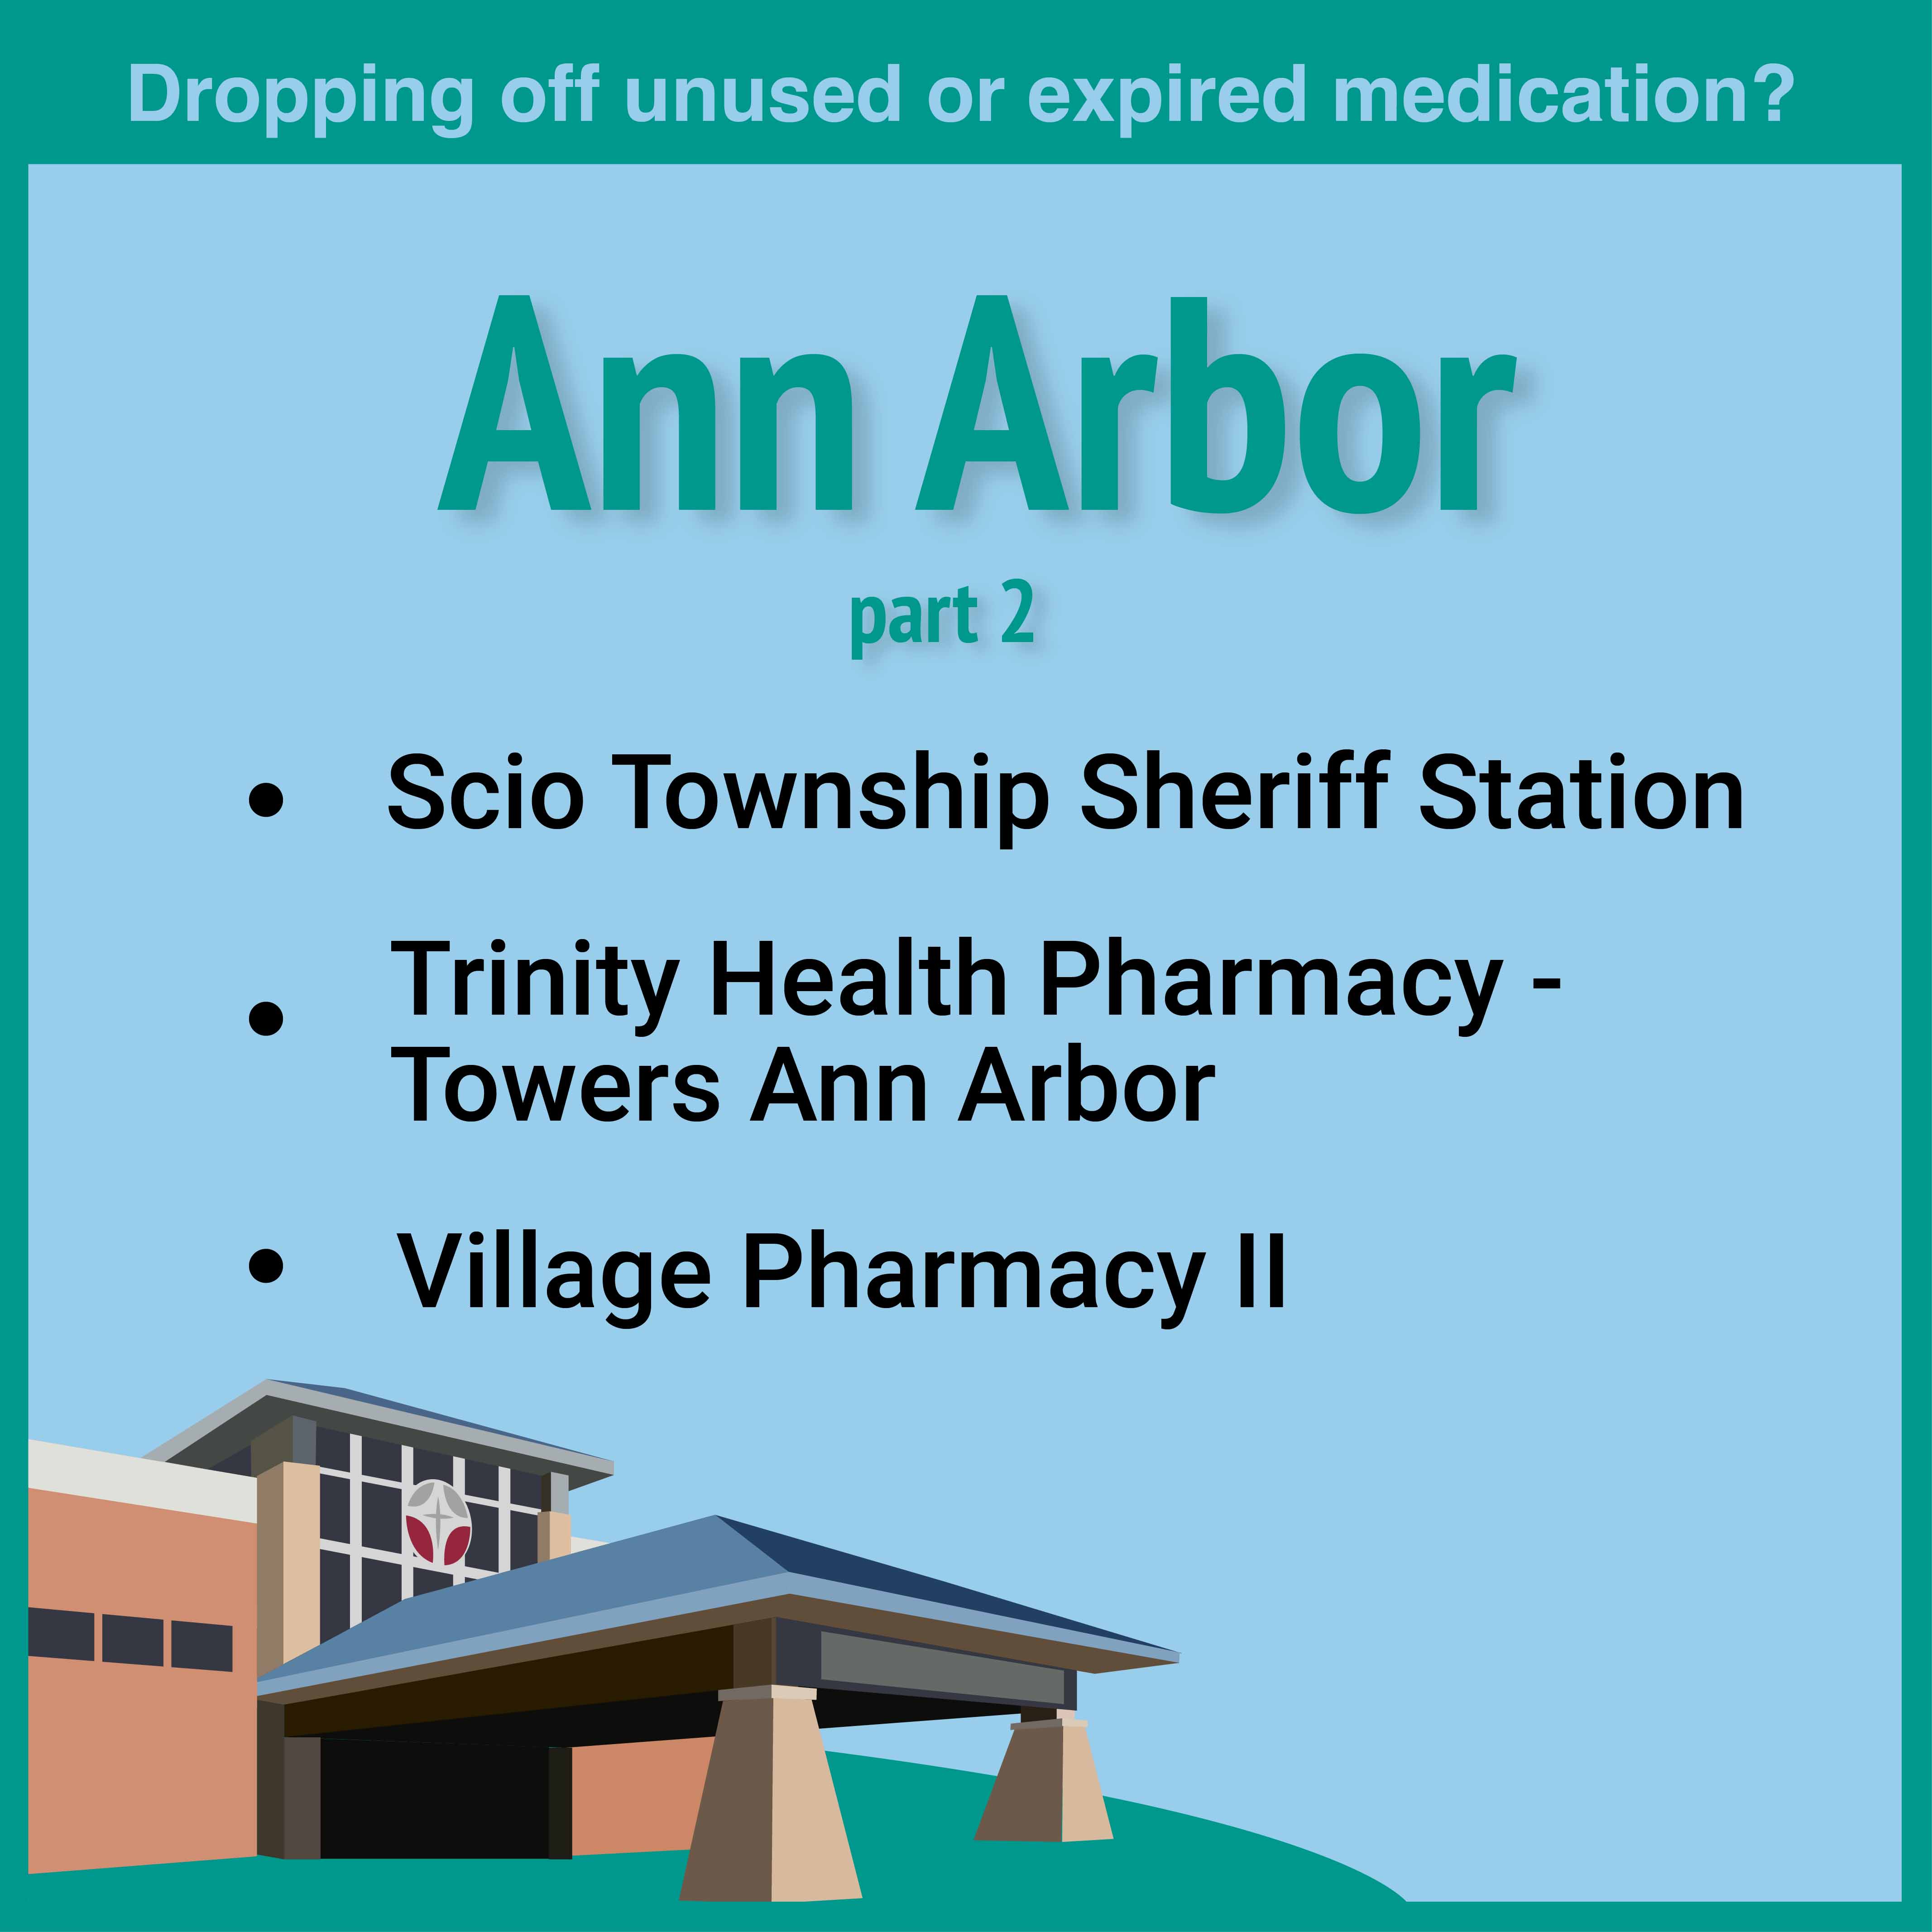 Dropping off unused or expired medication?
Ann Arbor
part 2
• Scio Township Sheriff Station
• Trinity Health Pharmacy -
Towers Ann Arbor
• Village Pharmacy II